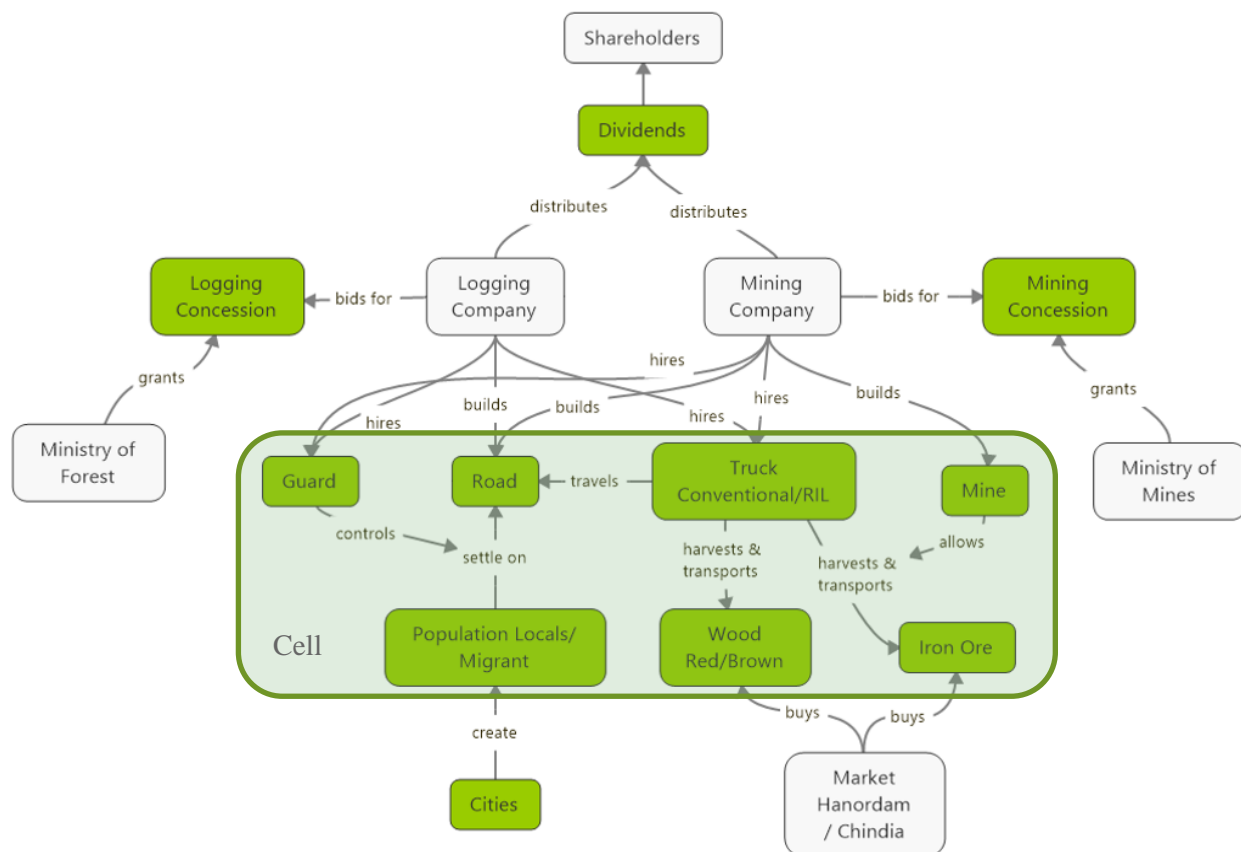 Shareholders
Dividends
distributes
distributes
Logging
Concession
bids for
Logging
Company
Mining
Company
bids for
Mining
Concession
grants
hires
builds
builds
hires
hires
hires
builds
grants
Ministry of
Forest
Ministry of
Mines
Guard
Road
travels
Truck
Conventional/RIL
Mine
controls
settle on
harvests &
transports
harvests &
transports
allows
Cell
Population Locals/
Migrant
Wood
Red/Brown
Iron Ore
create
buys
buys
Cities
Market
Hanordam
/ Chindia